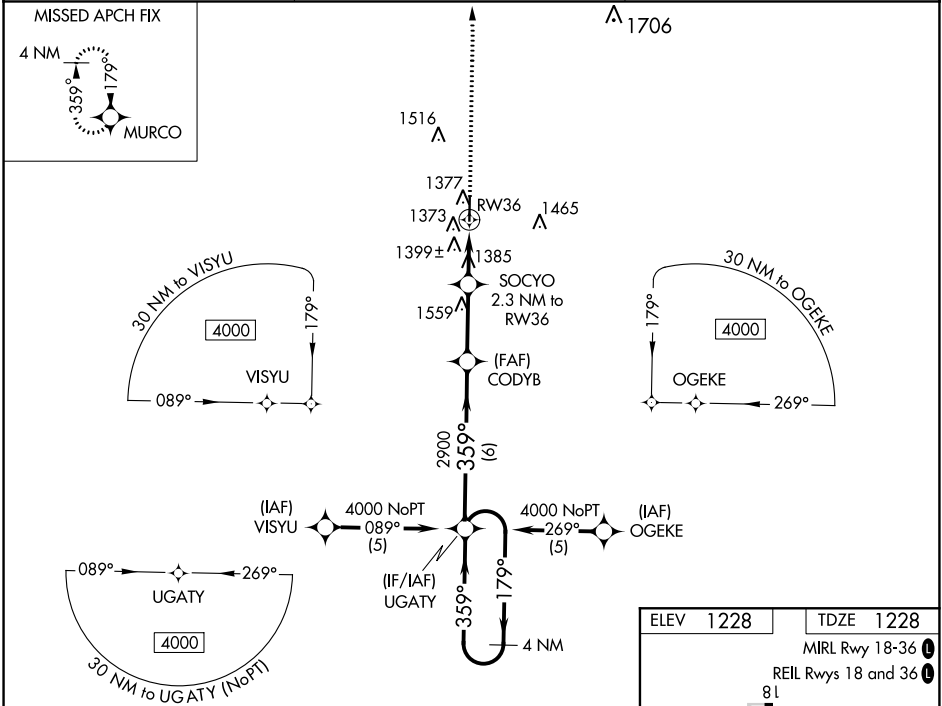 MISSED APCH FIX
4 NM
359°
179°
MURCO
1706
1516
1377
RW36
1373
1465
1399±
1385
SOCYO
2.3 NM to
RW36
1559
30 NM to VISYU
4000
179°
VISYU
089°
30 NM to OGEKE
179°
4000
OGEKE
269°
(FAF)
CODYB
2900
359°
(6)
(IAF)
VISYU
4000 NoPT
089°
(5)
4000 NoPT
269°
(5)
(IAF)
OGEKE
(IF/IAF)
UGATY
359°
179°
4 NM
089°
269°
UGATY
4000
30 NM to UGATY (NoPT)
ELEV 1228
TDZE 1228
MIRL Rwy 18-36 L
REIL Rwys 18 and 36 L
18